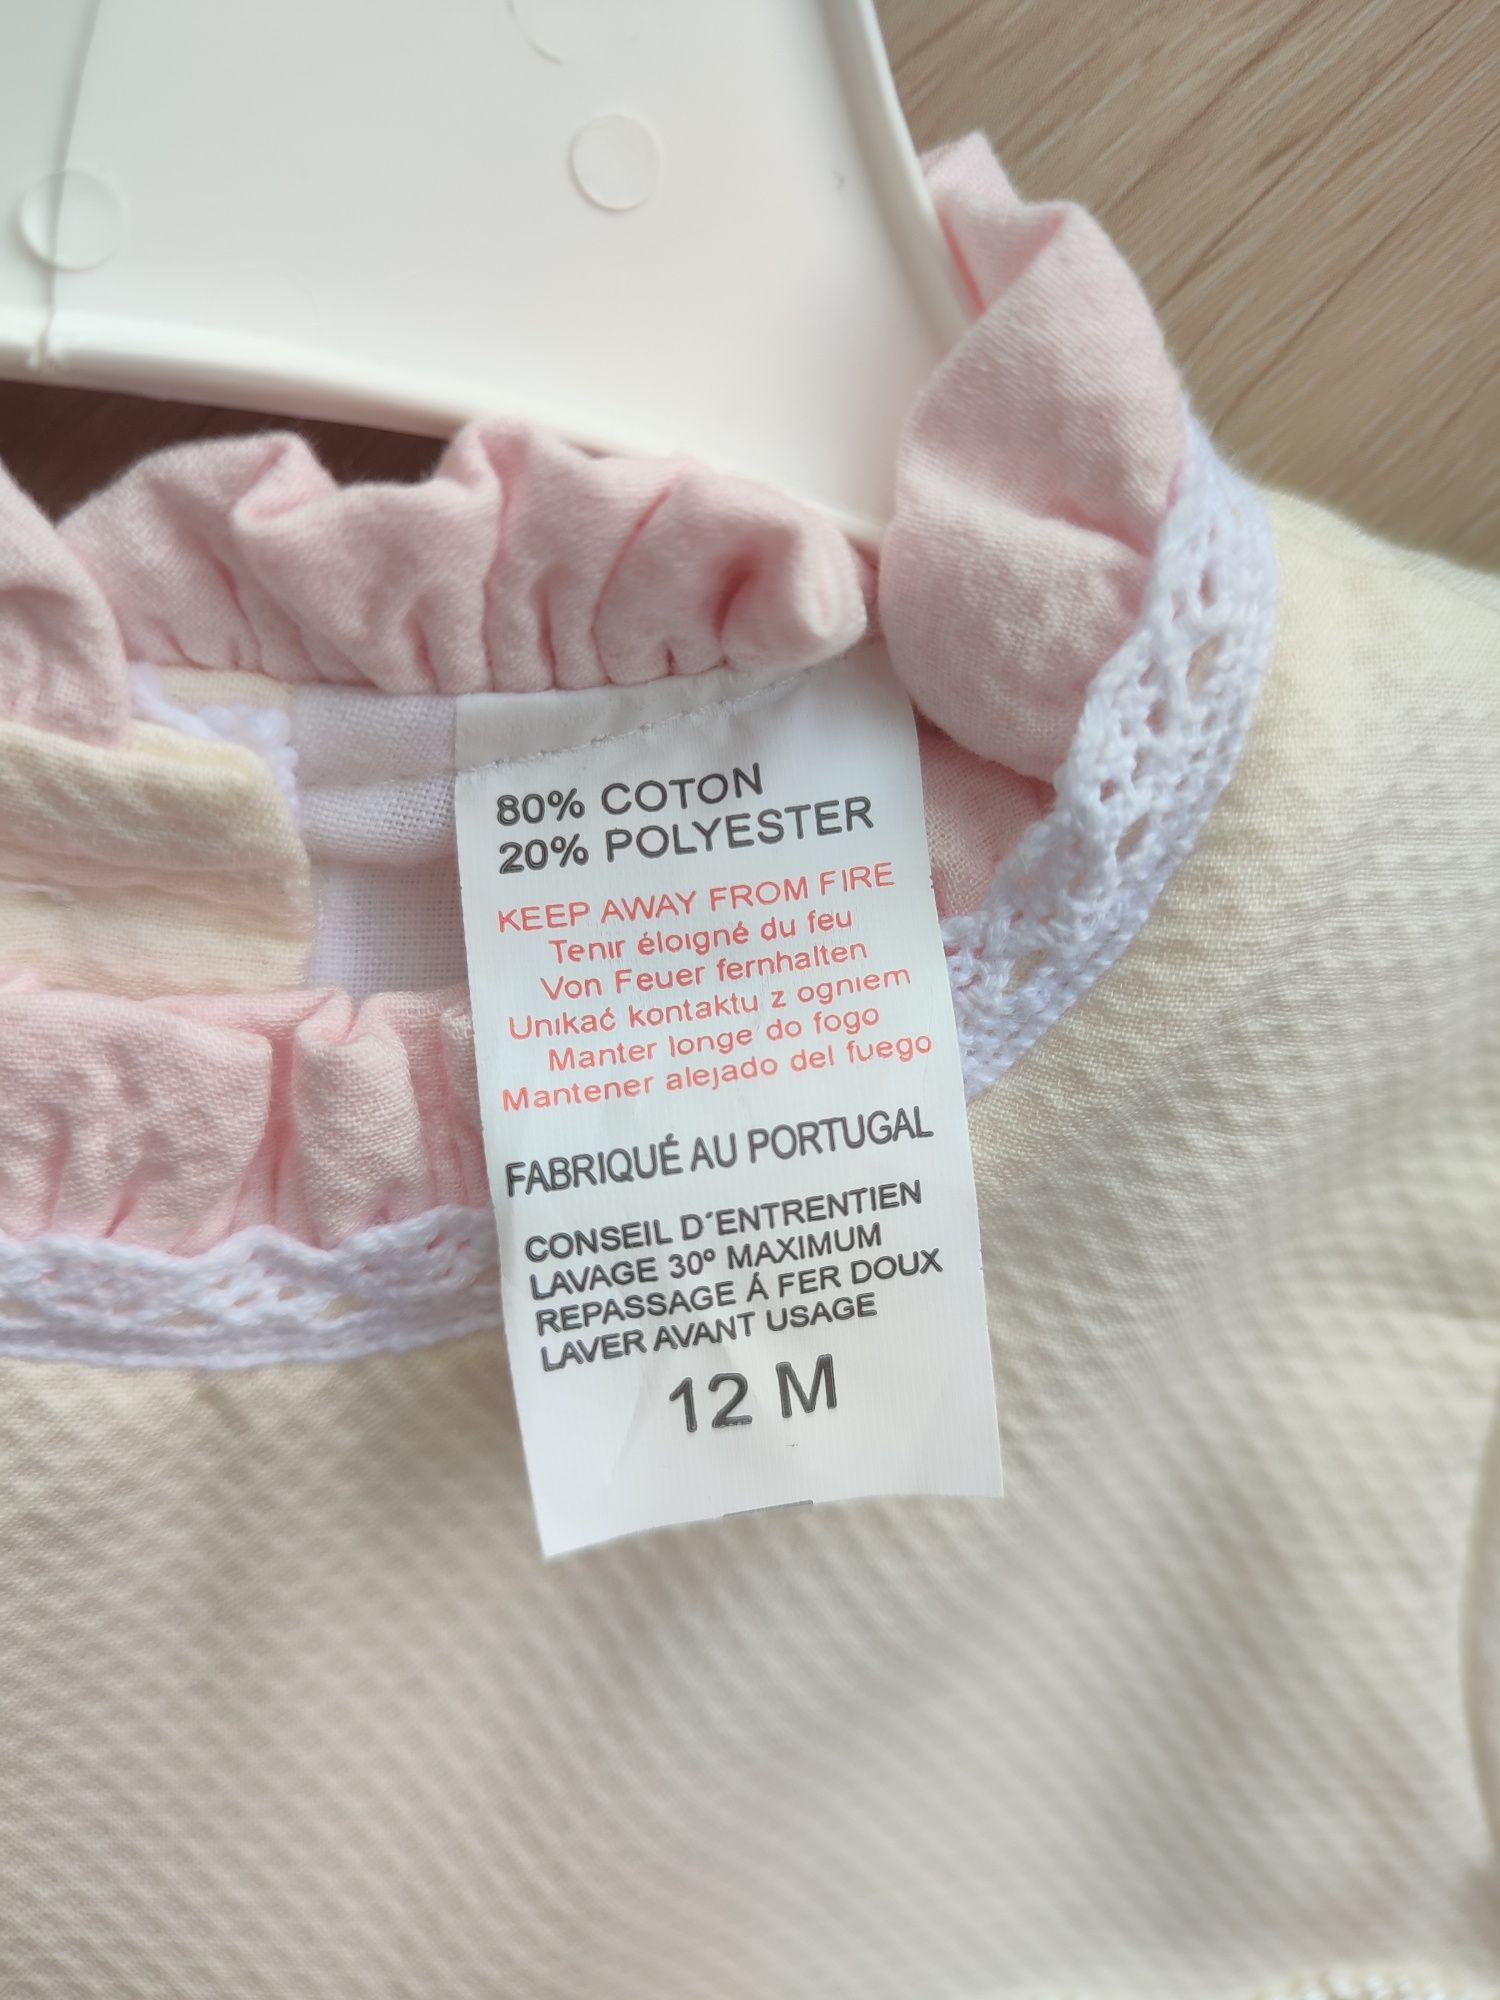 80% COTON
20% POLYESTER
KEEP AWAY FROM FIRE
Tenir éloigné du feu
Von Feuer fernhalten
Unikać kontaktu z ogniem
Manter longe do fogo
Mantener alejado del fuego
FABRIQUÉ AU PORTUGAL
CONSEIL D´ENTRETIEN
LAVAGE 30º MAXIMUM
REPASSAGE Á FER DOUX
LAVER AVANT USAGE
12 M